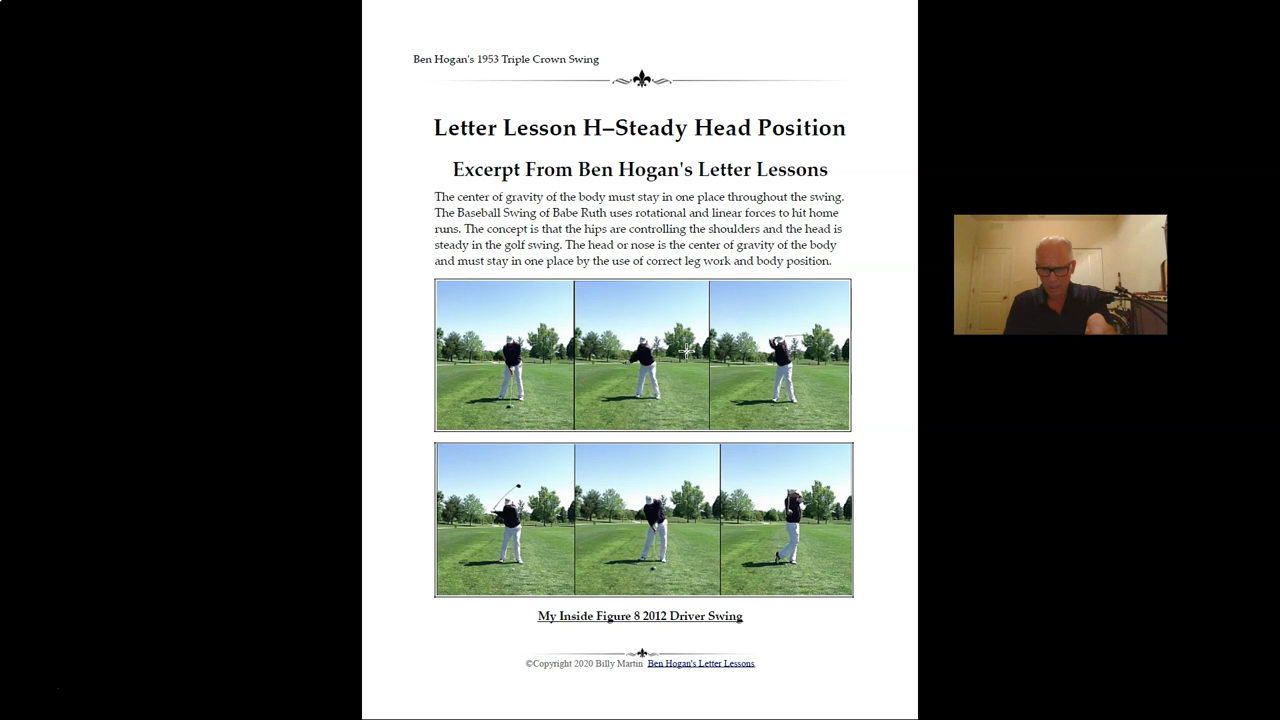 Ben Hogan's 1953 Triple Crown Swing
Letter Lesson H–Steady Head Position
Excerpt From Ben Hogan's Letter Lessons
The center of gravity of the body must stay in one place throughout the swing.
The Baseball Swing of Babe Ruth uses rotational and linear forces to hit home
runs. The concept is that the hips are controlling the shoulders and the head is
steady in the golf swing. The head or nose is the center of gravity of the body
and must stay in one place by the use of correct leg work and body position.
My Inside Figure 8 2012 Driver Swing
©Copyright 2020 Billy Martin Ben Hogan's Letter Lessons